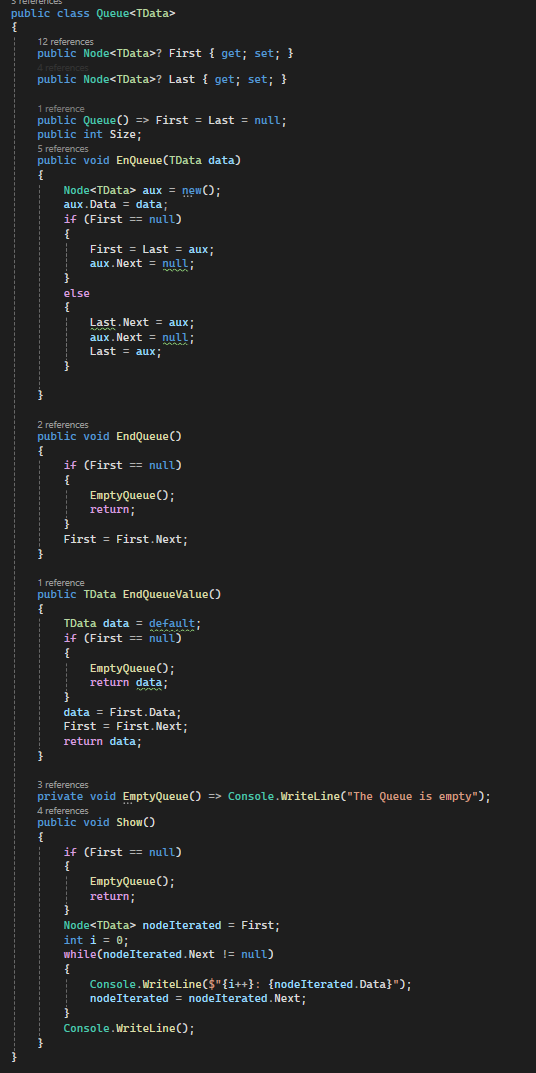 3 references
public class Queue<TData>
{
12 references
public Node<TData>? First { get; set; }
4 references
public Node<TData>? Last { get; set; }
1 reference
public Queue() => First = Last = null;
public int Size;
5 references
public void EnQueue(TData data)
{
Node<TData> aux = new();
aux.Data = data;
if (First == null)
{
First = Last = aux;
aux.Next = null;
}
else
{
Last.Next = aux;
aux.Next = null;
Last = aux;
}
}
2 references
public void EndQueue()
{
if (First == null)
{
EmptyQueue();
return;
}
First = First.Next;
}
1 reference
public TData EndQueueValue()
{
TData data = default;
if (First == null)
{
EmptyQueue();
return data;
}
data = First.Data;
First = First.Next;
return data;
}
3 references
private void EmptyQueue() => Console.WriteLine("The Queue is empty");
4 references
public void Show()
{
if (First == null)
{
EmptyQueue();
return;
}
Node<TData> nodeIterated = First;
int i = 0;
while(nodeIterated.Next != null)
{
Console.WriteLine($"{i++}: {nodeIterated.Data}");
nodeIterated = nodeIterated.Next;
}
Console.WriteLine();
}
}